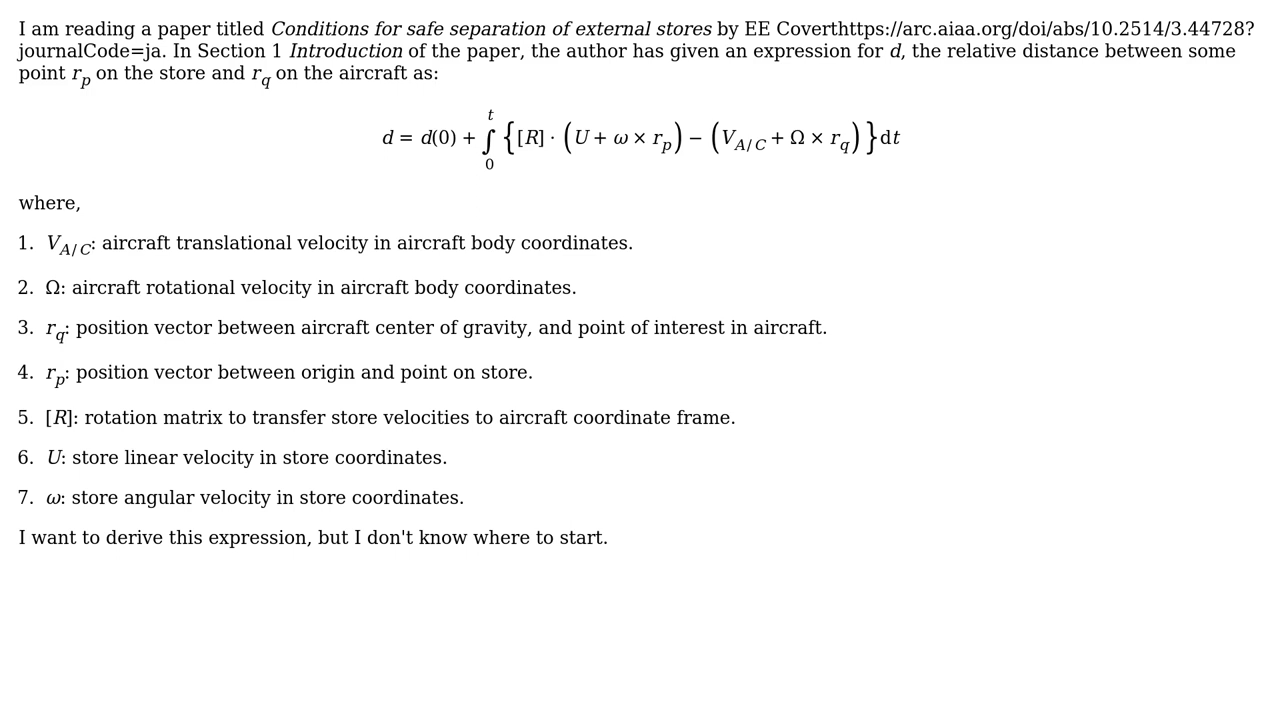 I am reading a paper titled Conditions for safe separation of external stores by EE Coverthttps://arc.aiaa.org/doi/abs/10.2514/3.44728?
journalCode=ja. In Section 1 Introduction of the paper, the author has given an expression for d, the relative distance between some
point r_p on the store and r_q on the aircraft as:
d = d(0) + ∫_0^t {[R] · (U + ω × r_p) − (V_{A/C} + Ω × r_q)}dt
where,
1. V_{A/C}: aircraft translational velocity in aircraft body coordinates.
2. Ω: aircraft rotational velocity in aircraft body coordinates.
3. r_q: position vector between aircraft center of gravity, and point of interest in aircraft.
4. r_p: position vector between origin and point on store.
5. [R]: rotation matrix to transfer store velocities to aircraft coordinate frame.
6. U: store linear velocity in store coordinates.
7. ω: store angular velocity in store coordinates.
I want to derive this expression, but I don't know where to start.